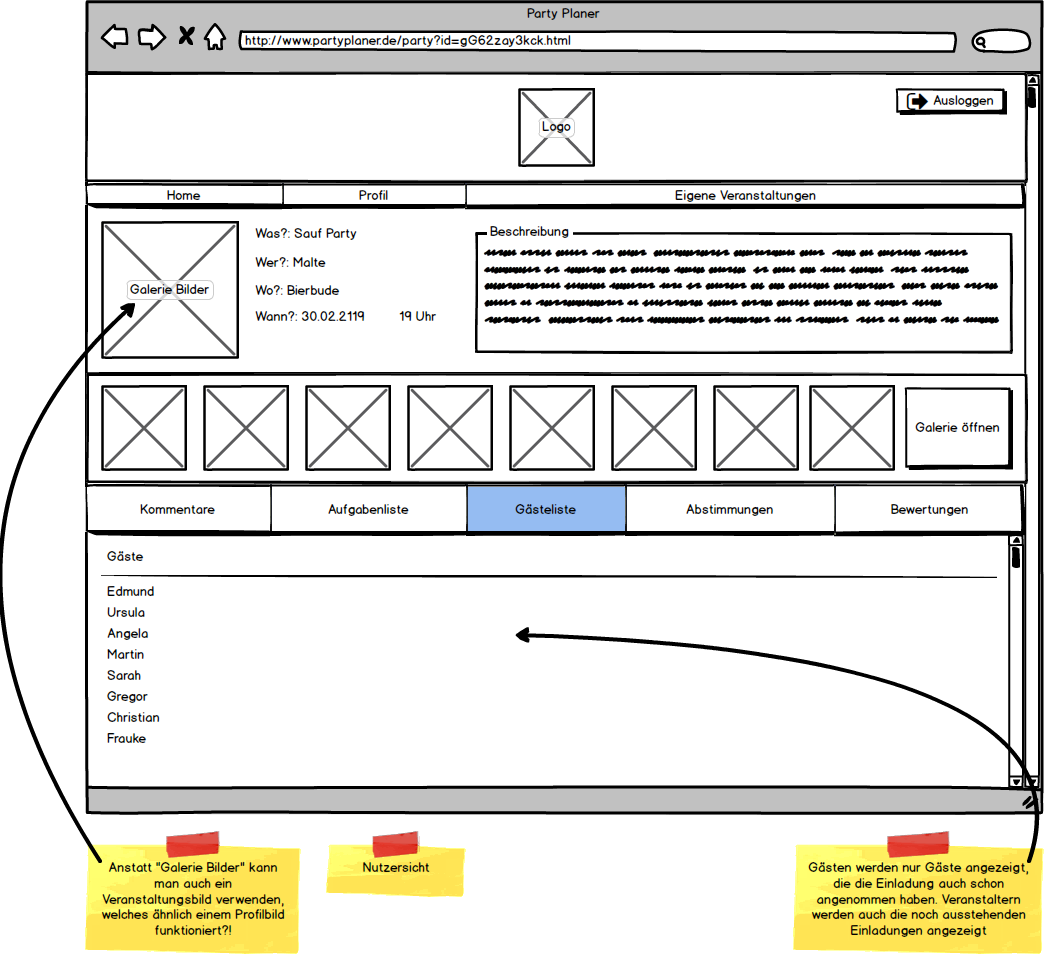 Party Planer
http://www.partyplaner.de/party?id=gG62zay3kck.html
Logo
Ausloggen
Home
Profil
Eigene Veranstaltungen
Galerie Bilder
Was?: Sauf Party
Wer?: Malte
Wo?: Bierbude
Wann?: 30.02.2119 19 Uhr
Beschreibung
Galerie öffnen
Kommentare
Aufgabenliste
Gästeliste
Abstimmungen
Bewertungen
Gäste
Edmund
Ursula
Angela
Martin
Sarah
Gregor
Christian
Frauke
Anstatt "Galerie Bilder" kann
man auch ein
Veranstaltungsbild verwenden,
welches ähnlich einem Profilbild
funktioniert?!
Nutzersicht
Gästen werden nur Gäste angezeigt,
die die Einladung auch schon
angenommen haben. Veranstaltern
werden auch die noch ausstehenden
Einladungen angezeigt